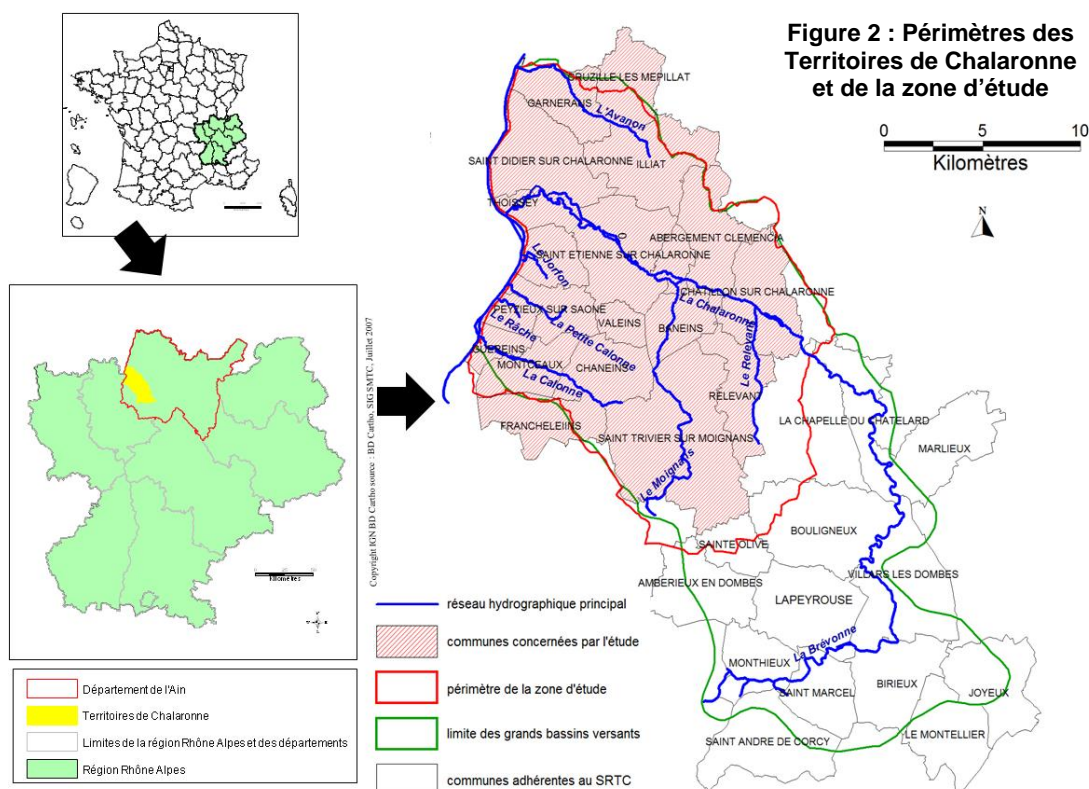 Figure 2 : Périmètres des
Territoires de Chalaronne
et de la zone d'étude
0 5 10
Kilomètres
N
CRUZILLE LES MEPILLAT
GARNERANS
L'Avanon
SAINT DIDIER SUR CHALARONNE
ILLIAT
THOISSEY
ABERGEMENT CLEMENCIA
Le Jorfon
SAINT ETIENNE SUR CHALARONNE
CHATILLON SUR CHALARONNE
La Chalaronne
PEYZIEUX SUR SAONE
Le Râche
La Petite Calonne
VALEINS
BANEINS
Le Relevant
GUEREINS
MONTCEAUX
CHANEINS
La Calonne
RELEVANT
FRANCHELEIINS
SAINT TRIVIER SUR MOIGNANS
LA CHAPELLE DU CHATELARD
MARLIEUX
Le Moignans
BOULIGNEUX
SAINTE OLIVE
AMBERIEUX EN DOMBES
VILLARS LES DOMBES
LAPEYROUSE
La Brévonne
MONTHIEUX
SAINT MARCEL
BIRIEUX
JOYEUX
SAINT ANDRE DE CORCY
LE MONTELLIER
Copyright IGN BD Cartho source : BD Cartho, SIG SMTC, Juillet 2007
Kilomètres
réseau hydrographique principal
communes concernées par l'étude
périmètre de la zone d'étude
limite des grands bassins versants
communes adhérentes au SRTC
Département de l'Ain
Territoires de Chalaronne
Limites de la région Rhône Alpes et des départements
Région Rhône Alpes